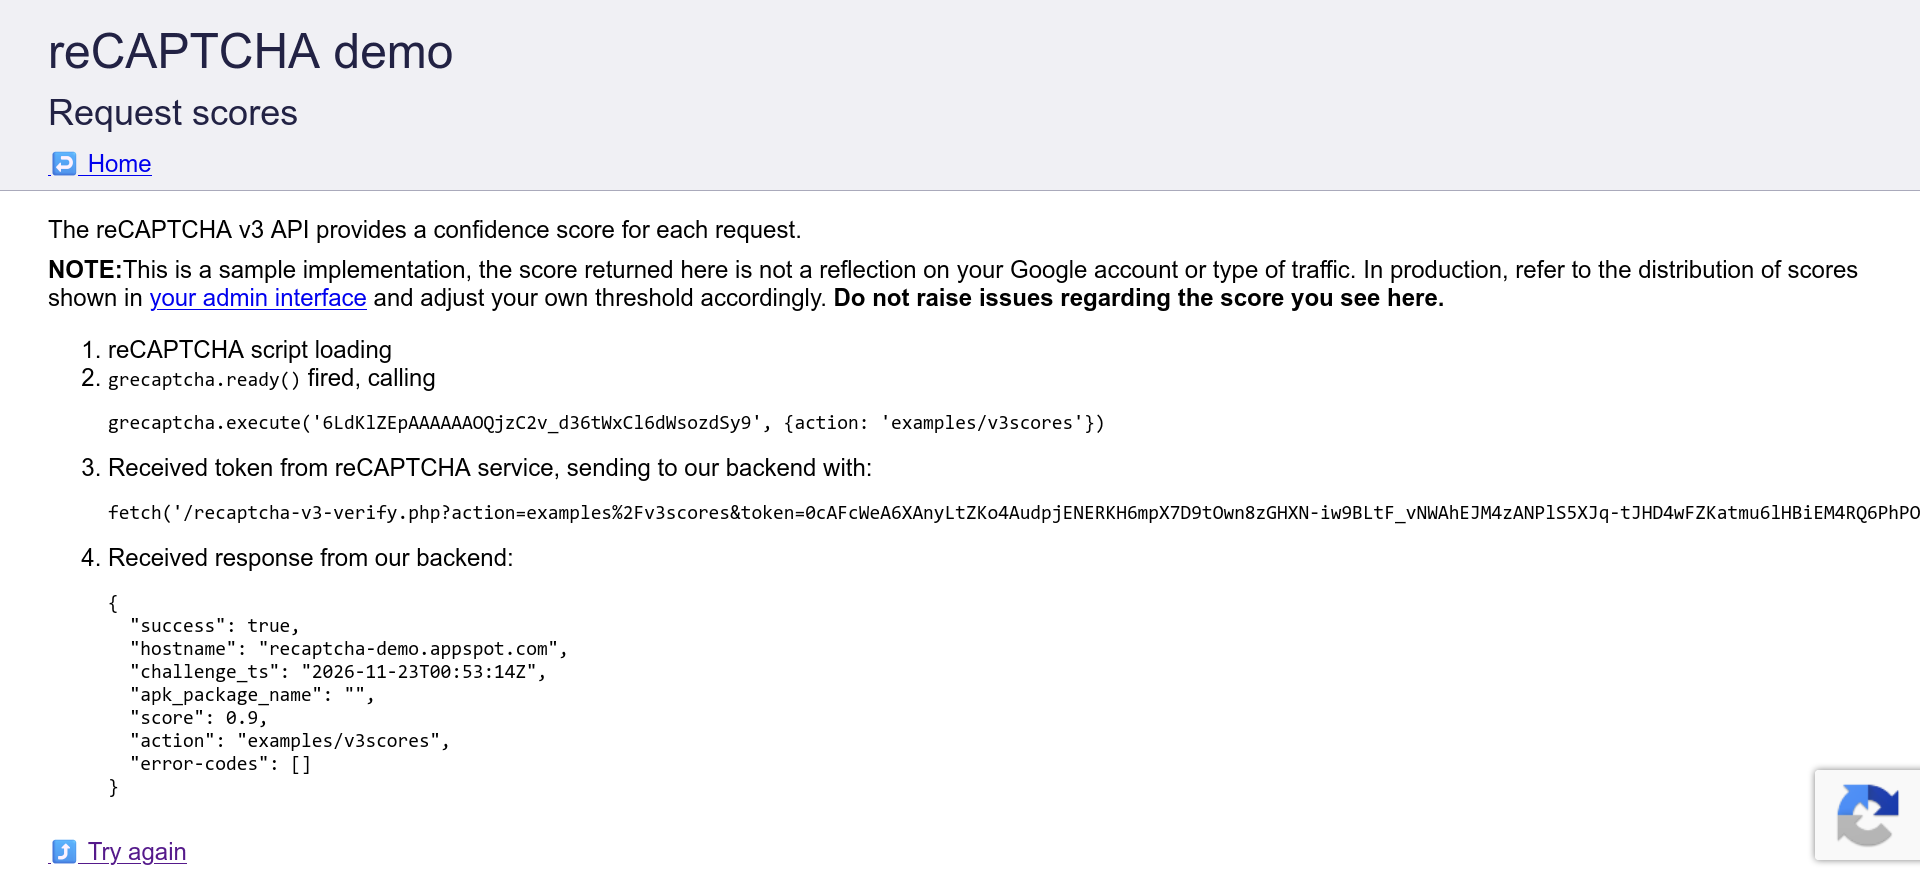 reCAPTCHA demo
Request scores
Home
The reCAPTCHA v3 API provides a confidence score for each request.
NOTE:This is a sample implementation, the score returned here is not a reflection on your Google account or type of traffic. In production, refer to the distribution of scores
shown in your admin interface and adjust your own threshold accordingly. Do not raise issues regarding the score you see here.
1. reCAPTCHA script loading
2. grecaptcha.ready() fired, calling
grecaptcha.execute('6LdKlZEpAAAAAAOQjzC2v_d36tWxCl6dWsozdSy9', {action: 'examples/v3scores'})
3. Received token from reCAPTCHA service, sending to our backend with:
fetch('/recaptcha-v3-verify.php?action=examples%2Fv3scores&token=0cAFcWeA6XAnyLtZKo4AudpjENERKH6mpX7D9tOwn8zGHXN-iw9BLtF_vNWAhEJM4zANPlS5XJq-tJHD4wFZKatmu6lHBiEM4RQ6PhPO
4. Received response from our backend:
{
"success": true,
"hostname": "recaptcha-demo.appspot.com",
"challenge_ts": "2026-11-23T00:53:14Z",
"apk_package_name": "",
"score": 0.9,
"action": "examples/v3scores",
"error-codes": []
}
Try again